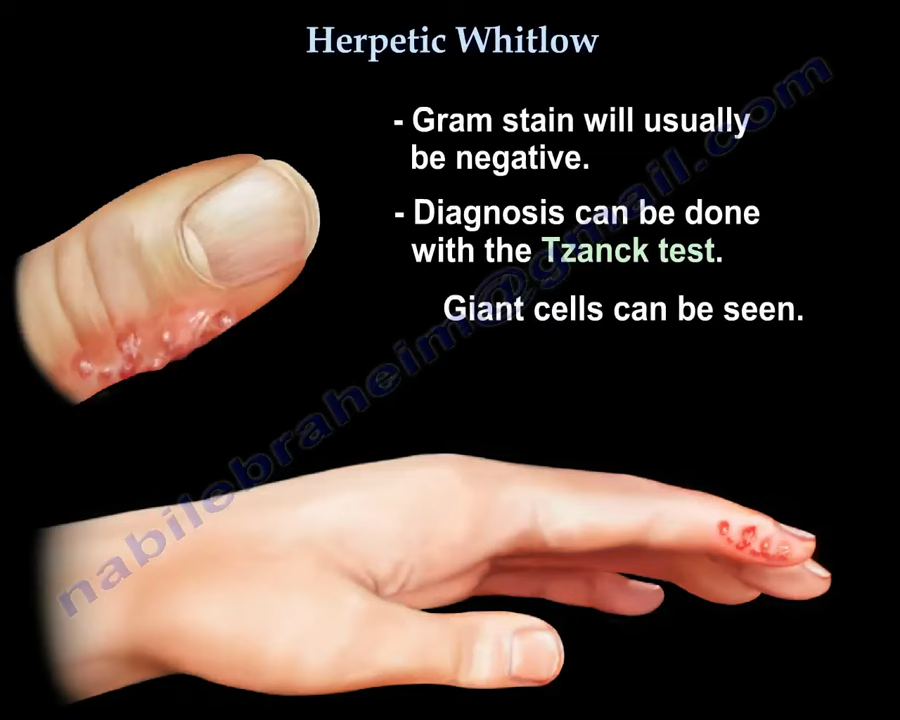 Herpetic Whitlow
- Gram stain will usually
be negative.
- Diagnosis can be done
with the Tzanck test.
Giant cells can be seen.
nabilebraheim@gmail.com